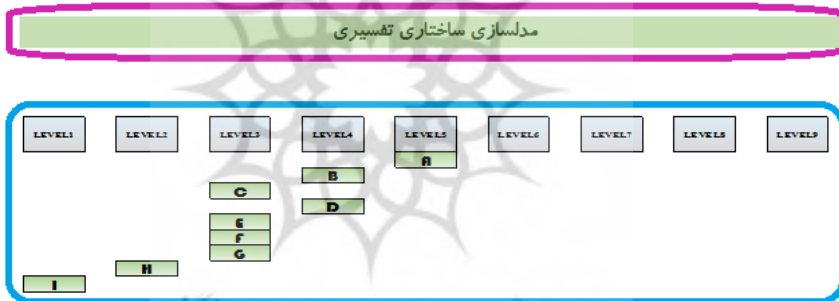 مدلسازی ساختاری تفسیری
LEVEL1 LEVEL2 LEVEL3 LEVEL4 LEVEL5 LEVEL6 LEVEL7 LEVEL8 LEVEL9
A
B
C
D
E
F
G
H
I